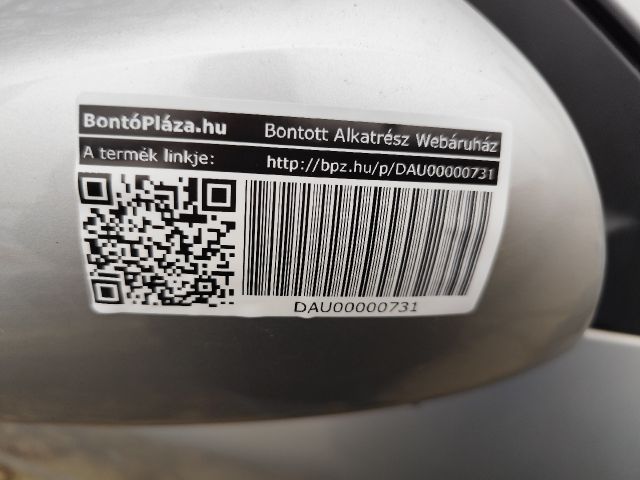 BontóPláza.hu Bontott Alkatrész Webáruház
A termék linkje: http://bpz.hu/p/DAU00000731
DAU00000731